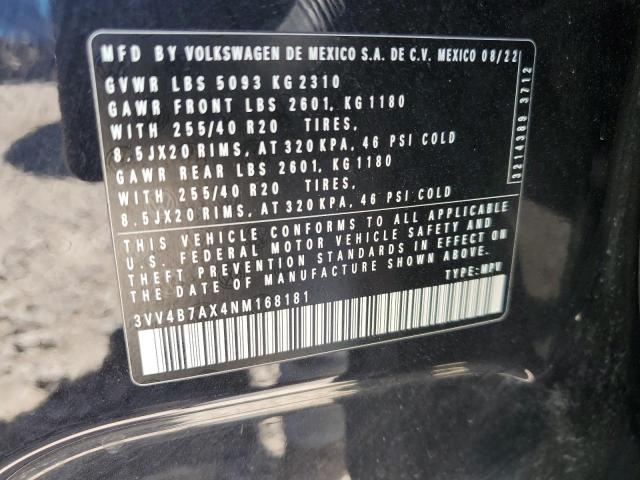 MFD BY VOLKSWAGEN DE MEXICO S.A. DE C.V. MEXICO 08/22
GVWR LBS 5093 KG 2310
GAWR FRONT LBS 2601, KG 1180
WITH 255/40 R20 TIRES,
8.5JX20 RIMS, AT 320 KPA, 46 PSI COLD
GAWR REAR LBS 2601, KG 1180
WITH 255/40 R20 TIRES,
8.5JX20 RIMS, AT 320 KPA, 46 PSI COLD
THIS VEHICLE CONFORMS TO ALL APPLICABLE
U.S. FEDERAL MOTOR VEHICLE SAFETY AND
THEFT PREVENTION STANDARDS IN EFFECT ON
THE DATE OF MANUFACTURE SHOWN ABOVE.
TYPE: MPV
3VV4B7AX4NM168181
3214389 3712